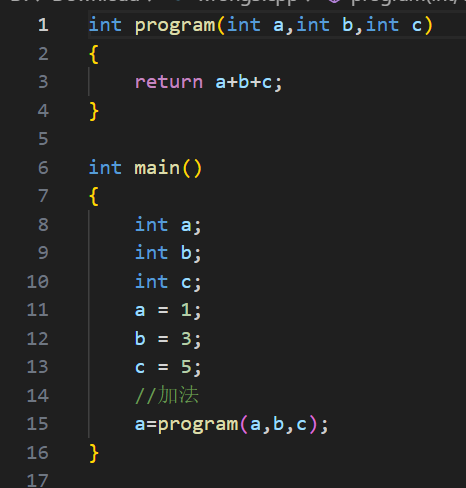 1 int program(int a,int b,int c)
2 {
3 return a+b+c;
4 }
5
6 int main()
7 {
8 int a;
9 int b;
10 int c;
11 a = 1;
12 b = 3;
13 c = 5;
14 //加法
15 a=program(a,b,c);
16 }
17